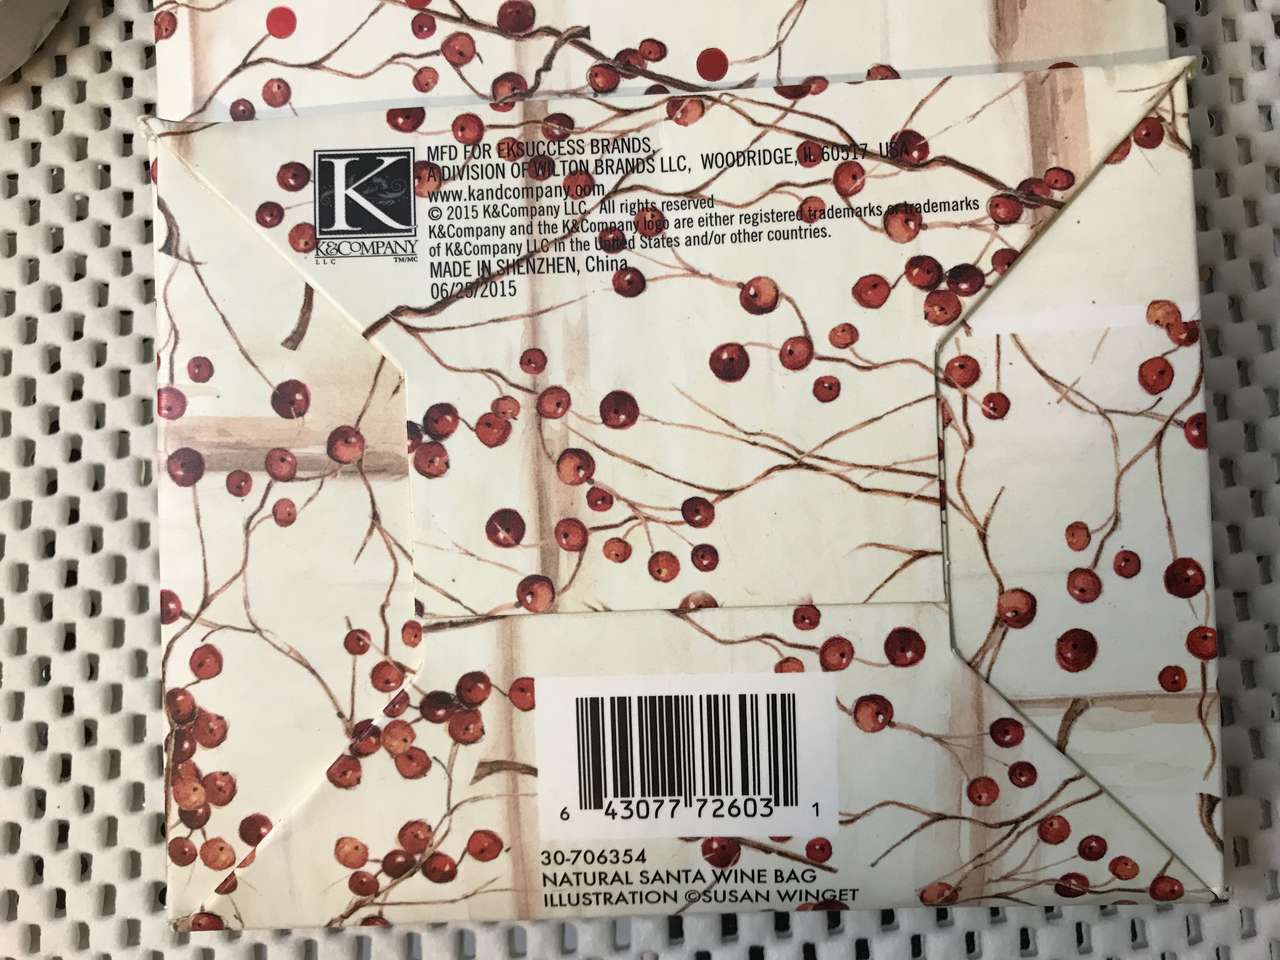 K
K&COMPANY
LLC TM/MC
MFD FOR EKSUCCESS BRANDS,
A DIVISION OF WILTON BRANDS LLC, WOODRIDGE, IL 60517 USA
www.kandcompany.com
© 2015 K&Company LLC. All rights reserved
K&Company and the K&Company logo are either registered trademarks or trademarks
of K&Company LLC in the United States and/or other countries.
MADE IN SHENZHEN, China
06/25/2015
6 43077 72603 1
30-706354
NATURAL SANTA WINE BAG
ILLUSTRATION ©SUSAN WINGET